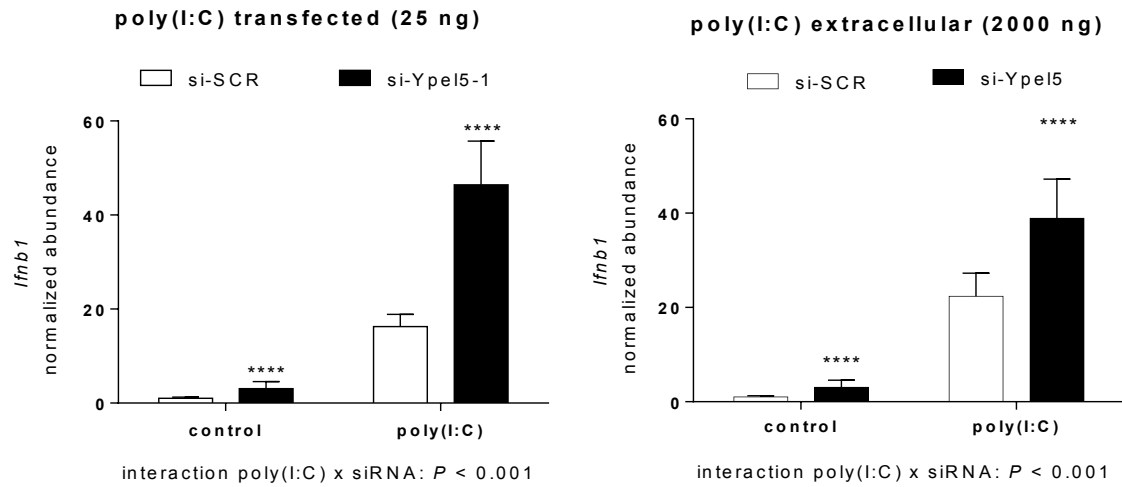 poly(I:C) transfected (25 ng)
si-SCR si-Ypel5-1
Ifnb1
normalized abundance
60
40
20
0
****
****
control poly(I:C)
interaction poly(I:C) x siRNA: P < 0.001
poly(I:C) extracellular (2000 ng)
si-SCR si-Ypel5
Ifnb1
normalized abundance
60
40
20
0
****
****
control poly(I:C)
interaction poly(I:C) x siRNA: P < 0.001